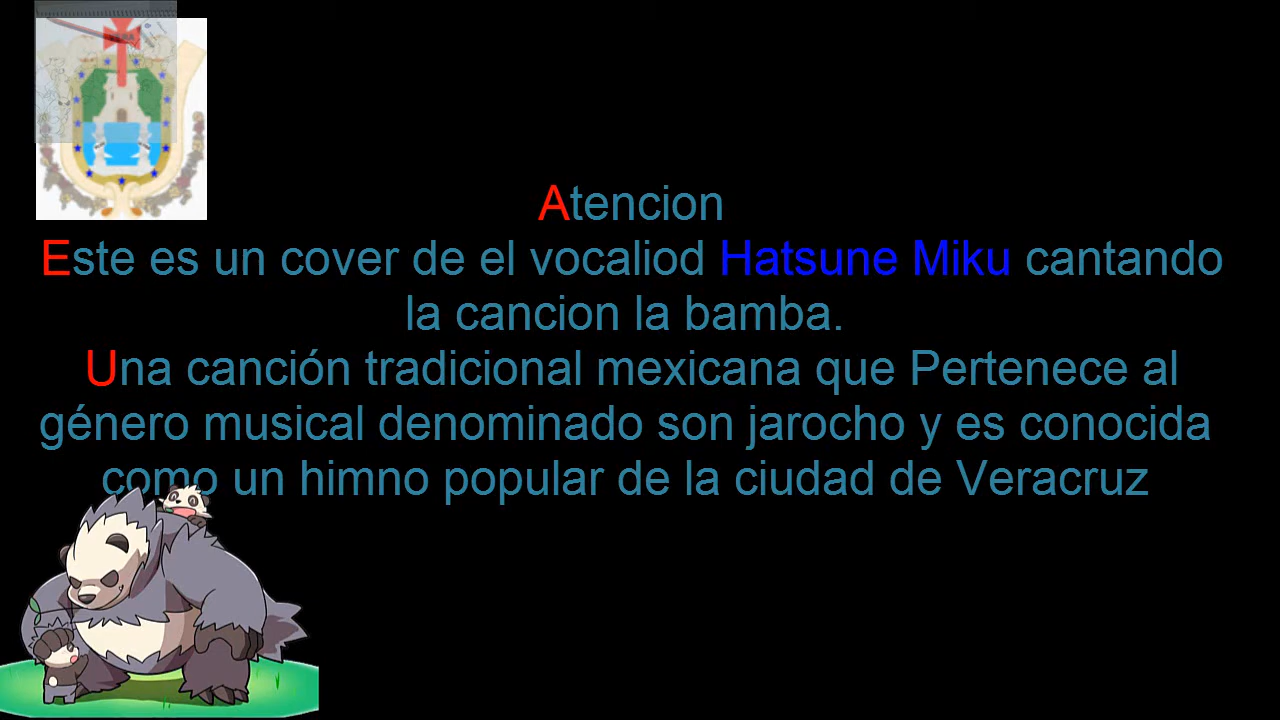 Atencion
Este es un cover de el vocaliod Hatsune Miku cantando
la cancion la bamba.
Una canción tradicional mexicana que Pertenece al
género musical denominado son jarocho y es conocida
como un himno popular de la ciudad de Veracruz